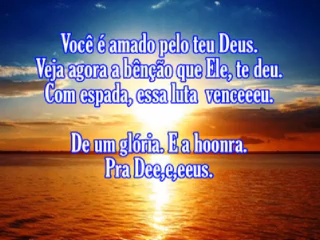 Você é amado pelo teu Deus.
Veja agora a bênção que Ele, te deu.
Com espada, essa luta venceeeu.
De um glória. E a hoonra.
Pra Dee,e,eeus.